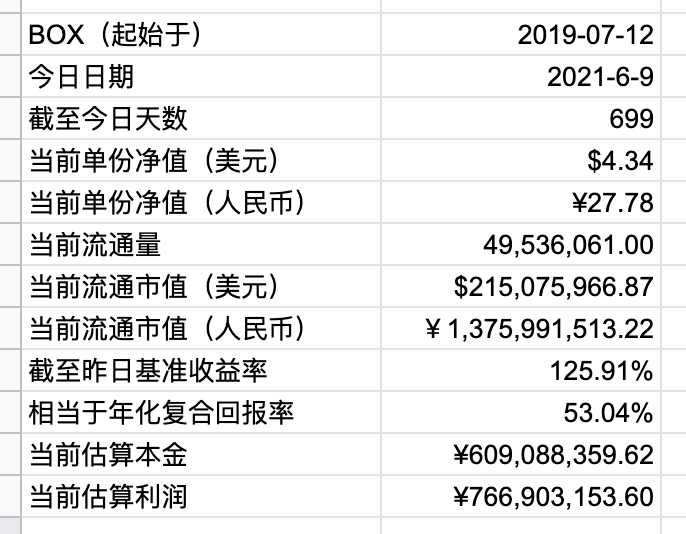 BOX（起始于） 2019-07-12
今日日期 2021-6-9
截至今日天数 699
当前单份净值（美元） $4.34
当前单份净值（人民币） ¥27.78
当前流通量 49,536,061.00
当前流通市值（美元） $215,075,966.87
当前流通市值（人民币） ¥ 1,375,991,513.22
截至昨日基准收益率 125.91%
相当于年化复合回报率 53.04%
当前估算本金 ¥609,088,359.62
当前估算利润 ¥766,903,153.60